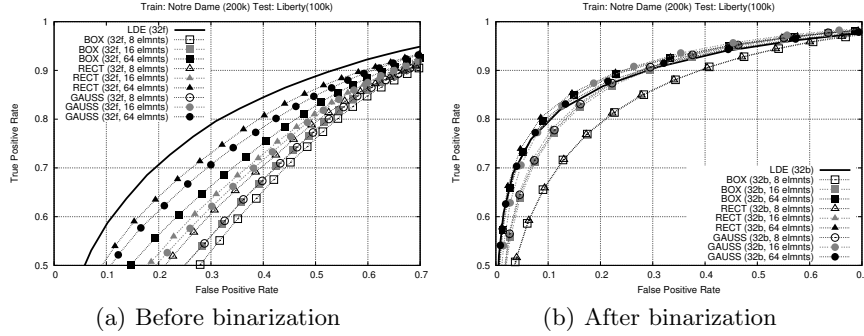 Train: Notre Dame (200k) Test: Liberty(100k)
True Positive Rate
1
0.9
0.8
0.7
0.6
0.5
0 0.1 0.2 0.3 0.4 0.5 0.6 0.7
False Positive Rate
LDE (32f)
BOX (32f, 8 elmnts)
BOX (32f, 16 elmnts)
BOX (32f, 64 elmnts)
RECT (32f, 8 elmnts)
RECT (32f, 16 elmnts)
RECT (32f, 64 elmnts)
GAUSS (32f, 8 elmnts)
GAUSS (32f, 16 elmnts)
GAUSS (32f, 64 elmnts)
(a) Before binarization
Train: Notre Dame (200k) Test: Liberty(100k)
True Positive Rate
1
0.9
0.8
0.7
0.6
0.5
0 0.1 0.2 0.3 0.4 0.5 0.6 0.7
False Positive Rate
LDE (32b)
BOX (32b, 8 elmnts)
BOX (32b, 16 elmnts)
BOX (32b, 64 elmnts)
RECT (32b, 8 elmnts)
RECT (32b, 16 elmnts)
RECT (32b, 64 elmnts)
GAUSS (32b, 8 elmnts)
GAUSS (32b, 16 elmnts)
GAUSS (32b, 64 elmnts)
(b) After binarization